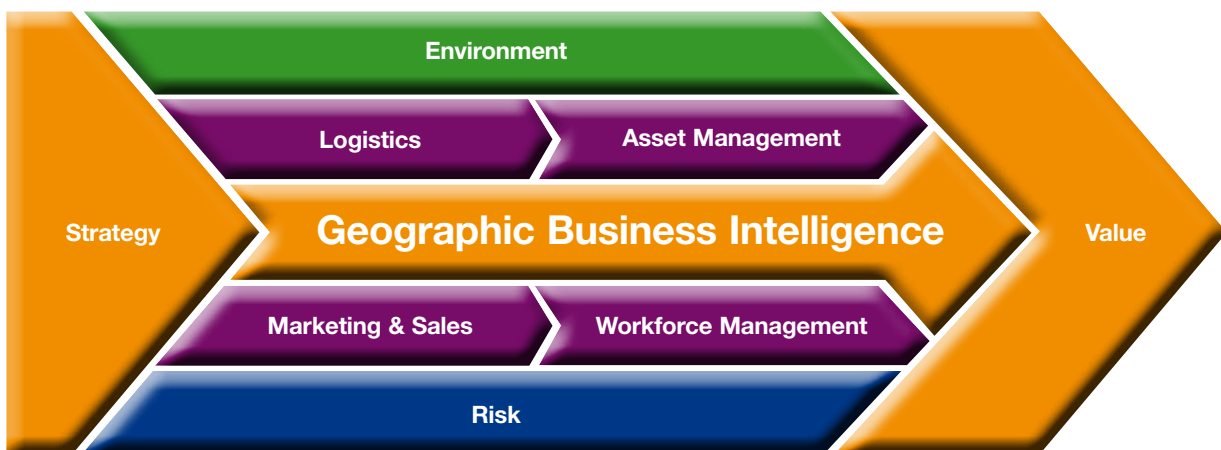 Environment
Logistics
Asset Management
Strategy
Geographic Business Intelligence
Value
Marketing & Sales
Workforce Management
Risk